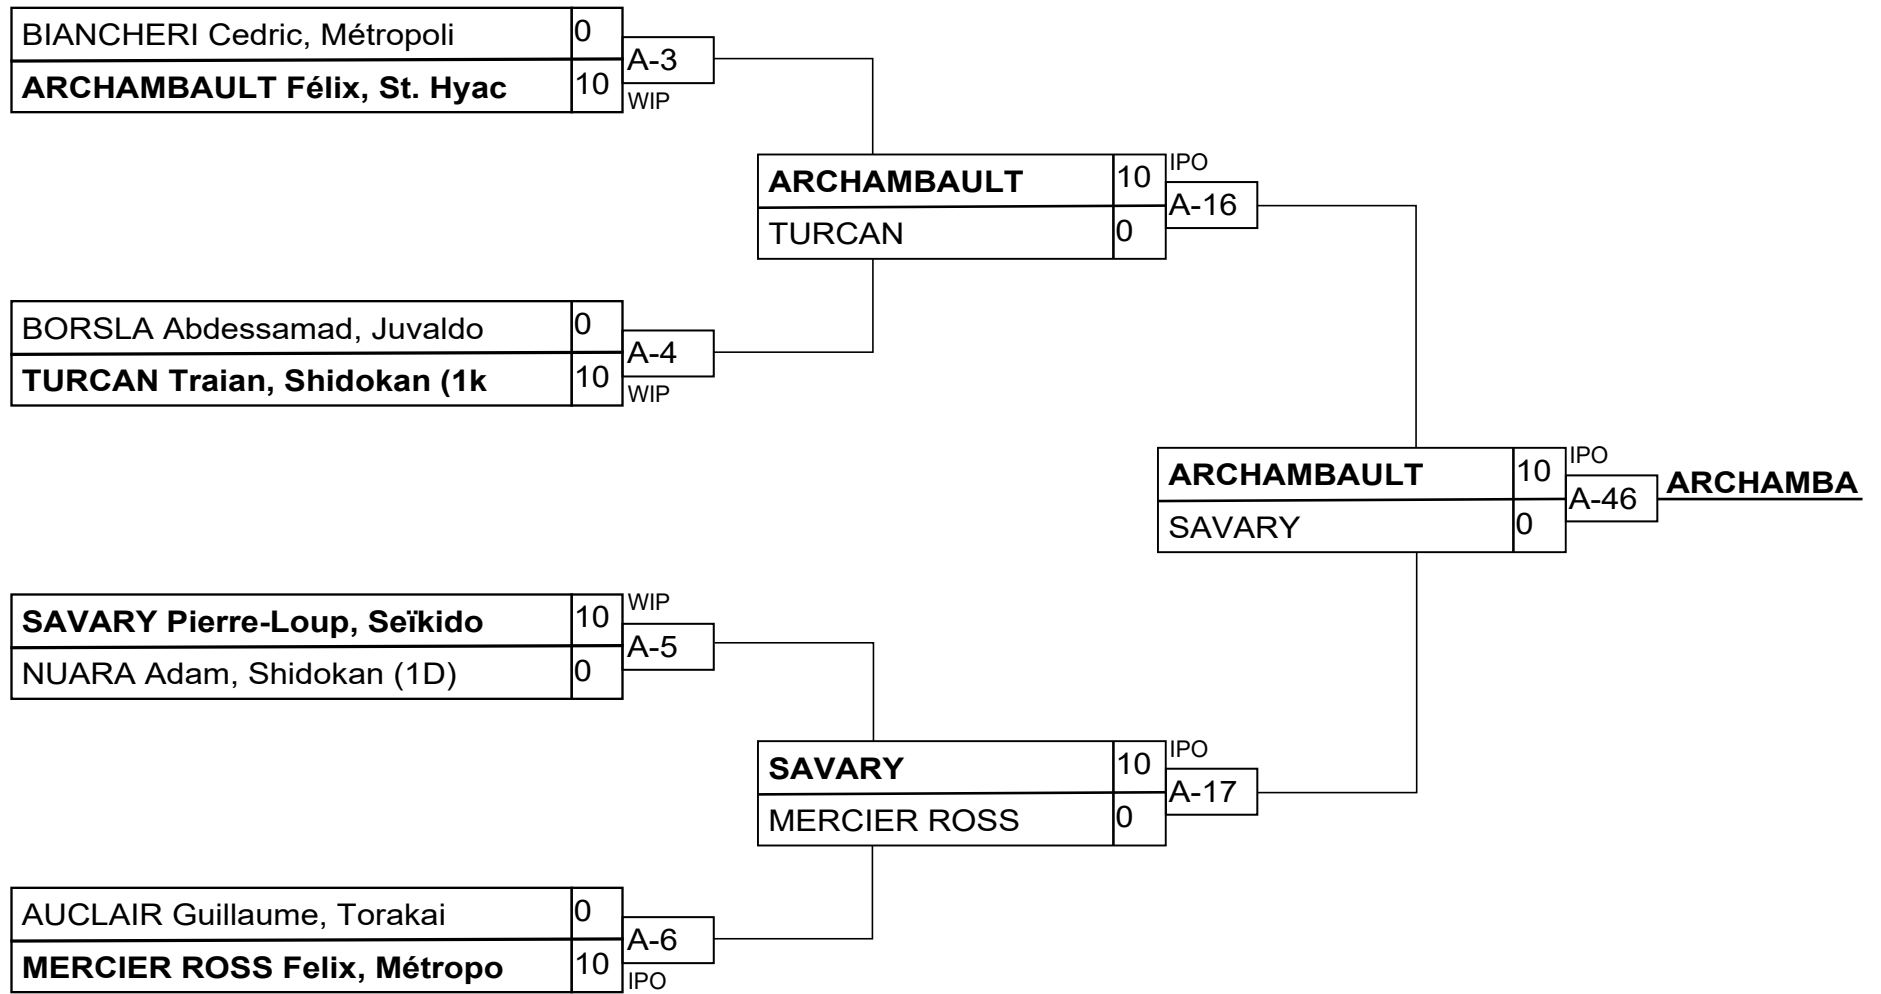 BIANCHERI Cedric, Métropoli 0
A-3
ARCHAMBAULT Félix, St. Hyac 10
WIP
ARCHAMBAULT 10
IPO
A-16
TURCAN 0
BORSLA Abdessamad, Juvaldo 0
A-4
TURCAN Traian, Shidokan (1k 10
WIP
ARCHAMBAULT 10
IPO
A-46
ARCHAMBA
SAVARY 0
SAVARY Pierre-Loup, Seïkido 10
WIP
A-5
NUARA Adam, Shidokan (1D) 0
SAVARY 10
IPO
A-17
MERCIER ROSS 0
AUCLAIR Guillaume, Torakai 0
A-6
MERCIER ROSS Felix, Métropo 10
IPO